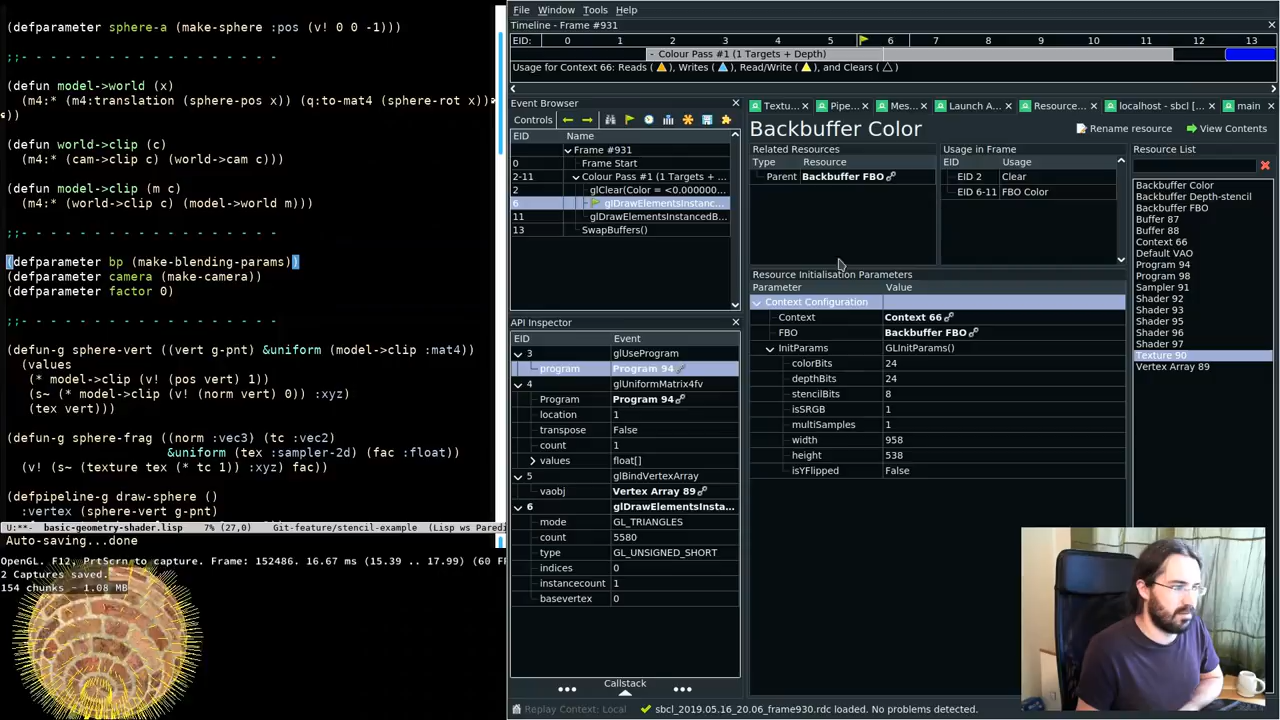 (defparameter sphere-a (make-sphere :pos (v! 0 0 -1)))
;;- - - - - - - - - - - - - - - - - -
(defun model->world (x)
(m4:* (m4:translation (sphere-pos x)) (q:to-mat4 (sphere-rot x))
))
(defun world->clip (c)
(m4:* (cam->clip c) (world->cam c)))
(defun model->clip (m c)
(m4:* (world->clip c) (model->world m)))
;;- - - - - - - - - - - - - - - - - -
(defparameter bp (make-blending-params))
(defparameter camera (make-camera))
(defparameter factor 0)
;;- - - - - - - - - - - - - - - - - -
(defun-g sphere-vert ((vert g-pnt) &uniform (model->clip :mat4))
(values
(* model->clip (v! (pos vert) 1))
(s~ (* model->clip (v! (norm vert) 0)) :xyz)
(tex vert)))
(defun-g sphere-frag ((norm :vec3) (tc :vec2)
&uniform (tex :sampler-2d) (fac :float))
(v! (s~ (texture tex (* tc 1)) :xyz) fac))
(defpipeline-g draw-sphere ()
:vertex (sphere-vert g-pnt)
U:**- basic-geometry-shader.lisp 7% (27,0) Git-feature/stencil-example (Lisp ws Paredi
Auto-saving...done
OpenGL. F12, PrtScrn to capture. Frame: 152486. 16.67 ms (15.39 .. 17.99) (60 F
2 Captures saved.
154 chunks - 1.08 MB
File Window Tools Help
Timeline - Frame #931
EID: 0 1 2 3 4 5 6 7 8 9 10 11 12 13
- Colour Pass #1 (1 Targets + Depth)
Usage for Context 66: Reads ( ), Writes ( ), Read/Write ( ), and Clears ( )
Event Browser
Controls
EID Name
Frame #931
0 Frame Start
2-11 Colour Pass #1 (1 Targets + ...
2 glClear(Color = <0.000000...
6 glDrawElementsInstanc...
11 glDrawElementsInstancedB...
13 SwapBuffers()
API Inspector
EID Event
3 glUseProgram
program Program 94
4 glUniformMatrix4fv
Program Program 94
location 1
transpose False
count 1
values float[]
5 glBindVertexArray
vaobj Vertex Array 89
6 glDrawElementsInsta...
mode GL_TRIANGLES
count 5580
type GL_UNSIGNED_SHORT
indices 0
instancecount 1
basevertex 0
Callstack
Textu... Pipe... Mes... Launch A... Resource... localhost - sbcl [... main
Backbuffer Color
Rename resource View Contents
Related Resources
Type Resource
Parent Backbuffer FBO
Usage in Frame
EID Usage
EID 2 Clear
EID 6-11 FBO Color
Resource Initialisation Parameters
Parameter Value
Context Configuration
Context Context 66
FBO Backbuffer FBO
InitParams GLInitParams()
colorBits 24
depthBits 24
stencilBits 8
isSRGB 1
multiSamples 1
width 958
height 538
isYFlipped False
Resource List
Backbuffer Color
Backbuffer Depth-stencil
Backbuffer FBO
Buffer 87
Buffer 88
Context 66
Default VAO
Program 94
Program 98
Sampler 91
Shader 92
Shader 93
Shader 95
Shader 96
Shader 97
Texture 90
Vertex Array 89
Replay Context: Local sbcl_2019.05.16_20.06_frame930.rdc loaded. No problems detected.